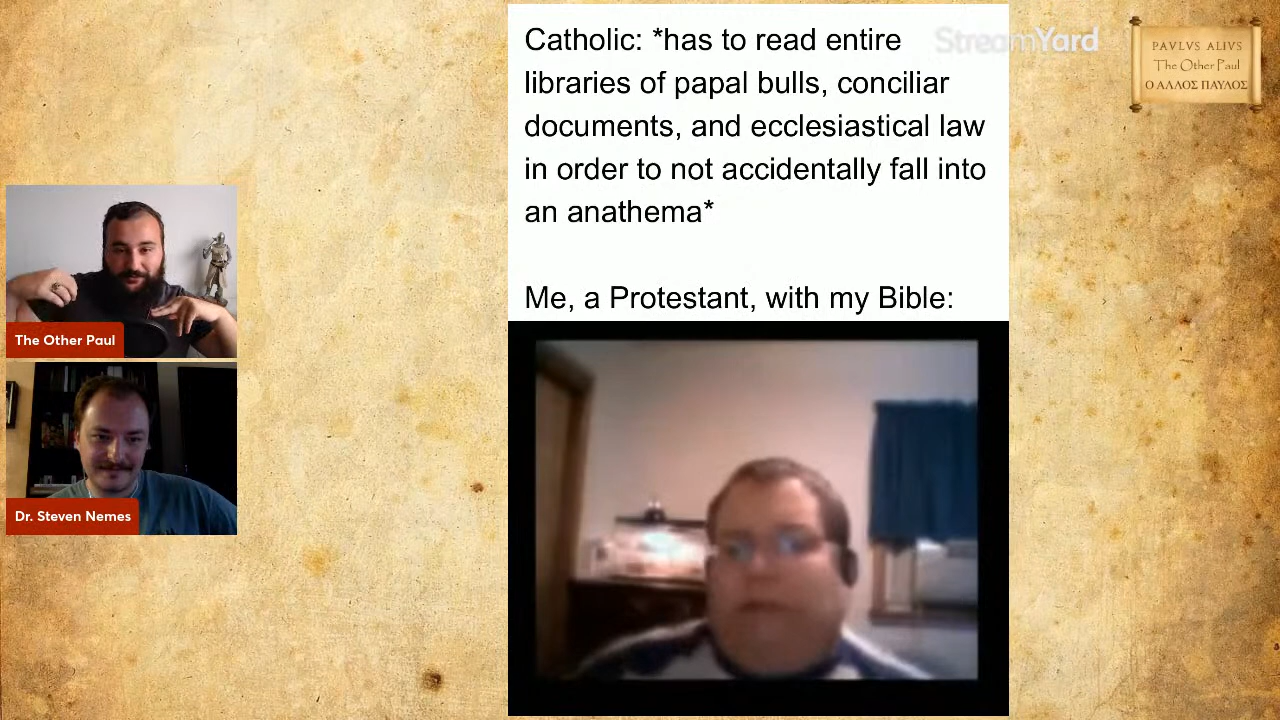 Catholic: *has to read entire
libraries of papal bulls, conciliar
documents, and ecclesiastical law
in order to not accidentally fall into
an anathema*
Me, a Protestant, with my Bible:
StreamYard
PAVLVS ALIVS
The Other Paul
Ο ΑΛΛΟΣ ΠΑΥΛΟΣ
The Other Paul
Dr. Steven Nemes